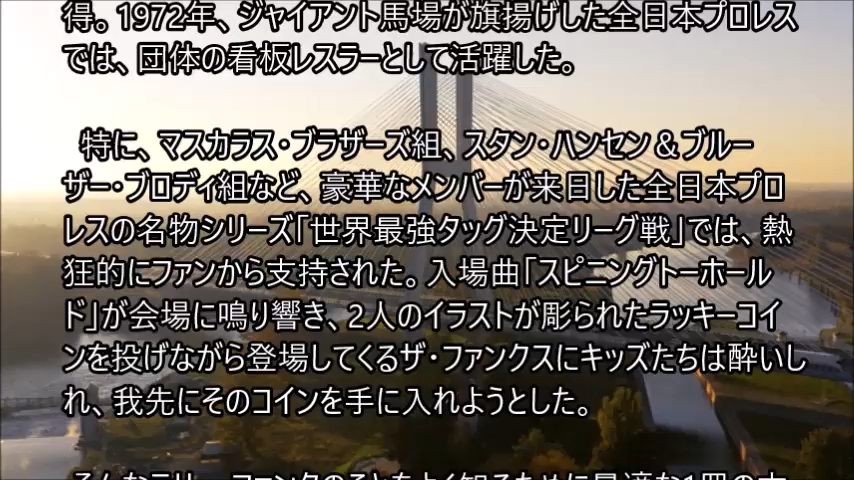 得。1972年、ジャイアント馬場が旗揚げした全日本プロレス
では、団体の看板レスラーとして活躍した。
特に、マスカラス・ブラザーズ組、スタン・ハンセン＆ブルー
ザー・ブロディ組など、豪華なメンバーが来日した全日本プロ
レスの名物シリーズ「世界最強タッグ決定リーグ戦」では、熱
狂的にファンから支持された。入場曲「スピニングトーホール
ド」が会場に鳴り響き、2人のイラストが彫られたラッキーコイ
ンを投げながら登場してくるザ・ファンクスにキッズたちは酔いし
れ、我先にそのコインを手に入れようとした。